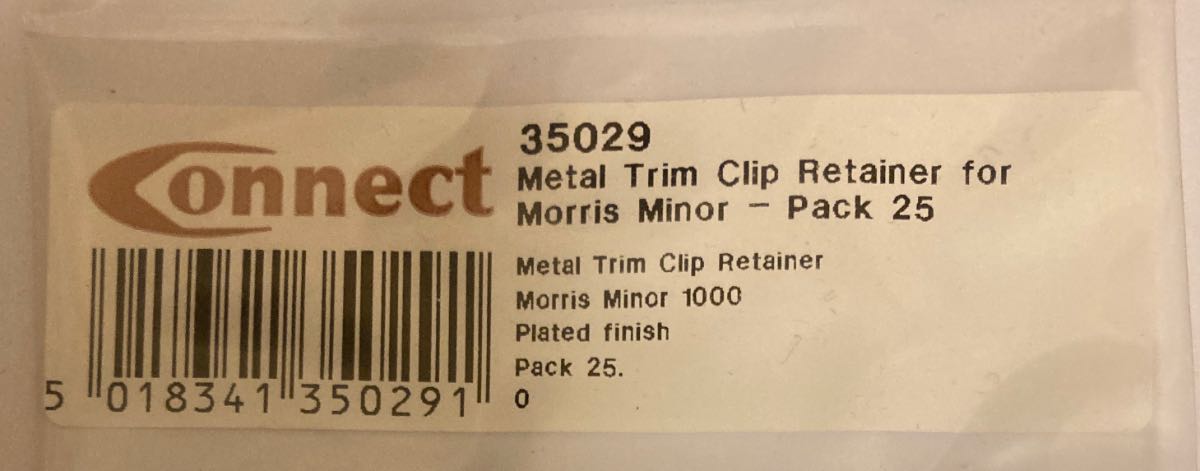 Connect
35029
Metal Trim Clip Retainer for
Morris Minor - Pack 25
Metal Trim Clip Retainer
Morris Minor 1000
Plated finish
Pack 25.
0
5 018341 350291